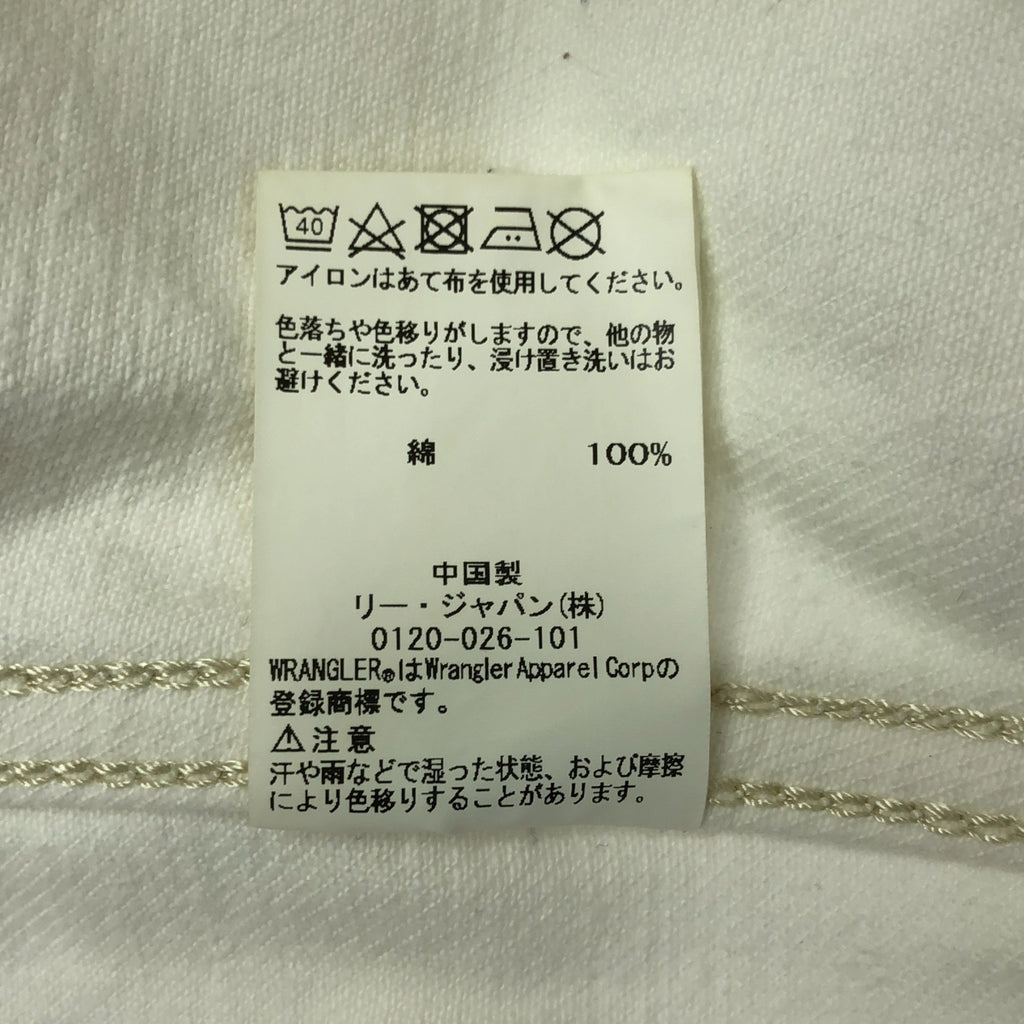 40
アイロンはあて布を使用してください。
色落ちや色移りがしますので、他の物
と一緒に洗ったり、浸け置き洗いはお
避けください。
綿 100%
中国製
リー・ジャパン(株)
0120-026-101
WRANGLER®はWrangler Apparel Corpの
登録商標です。
⚠注意
汗や雨などで湿った状態、および摩擦
により色移りすることがあります。